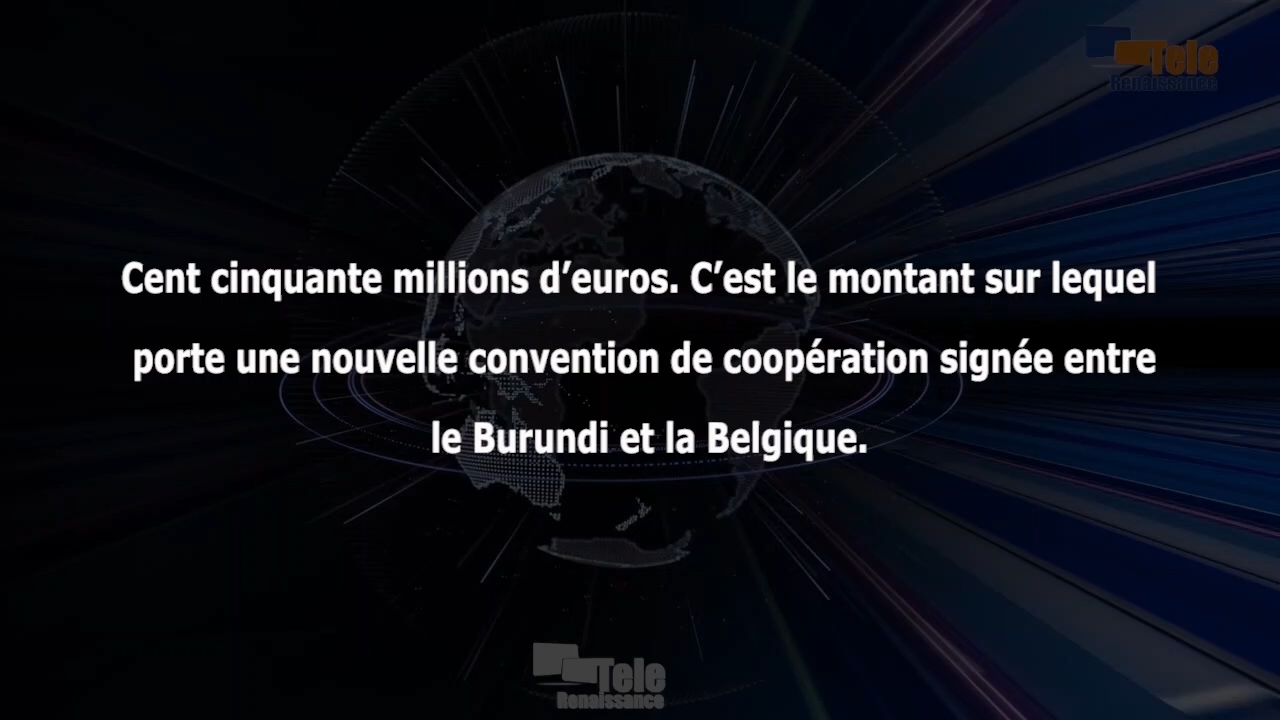 Tele
Renaissance
Cent cinquante millions d’euros. C’est le montant sur lequel
porte une nouvelle convention de coopération signée entre
le Burundi et la Belgique.
Tele
Renaissance